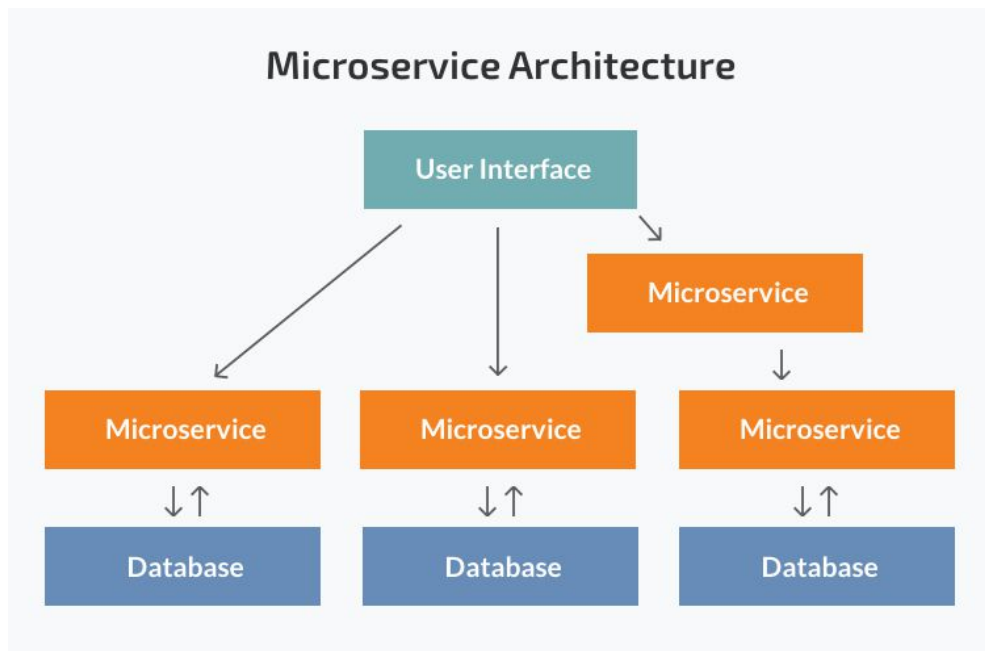 Microservice Architecture
User Interface
Microservice
Microservice
Microservice
Microservice
Database
Database
Database